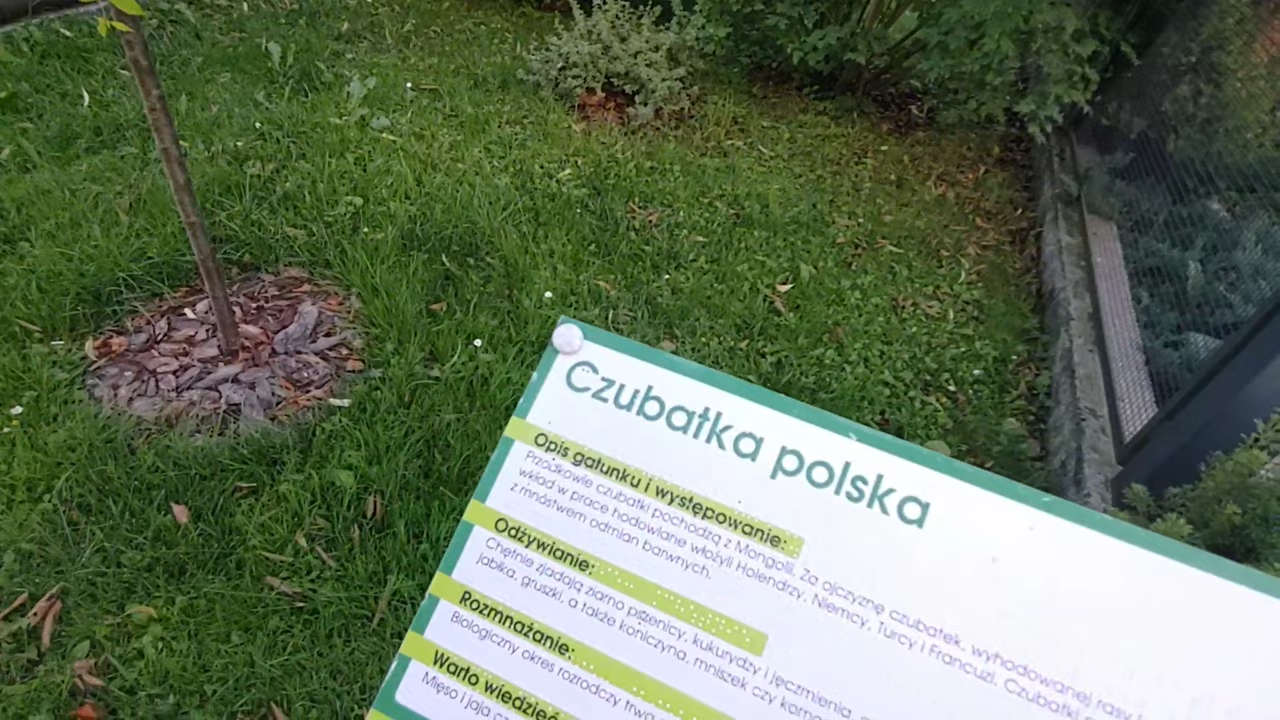 Czubatka polska
Opis gatunku i występowanie:
Przodkowie czubatki pochodzą z Mongolii. Za ojczyznę czubatek, wyhodowanej rasy
wkład w prace hodowlane włożyli Holendrzy, Niemcy, Turcy i Francuzi. Czubatki
z mnóstwem odmian barwnych.
Odżywianie:
Chętnie zjadają ziarno pszenicy, kukurydzy i jęczmienia,
jabłka, gruszki, a także koniczyna, mniszek czy
Rozmnażanie:
Biologiczny okres rozrodczy trwa
Warto wiedzieć
Mięso i jaja